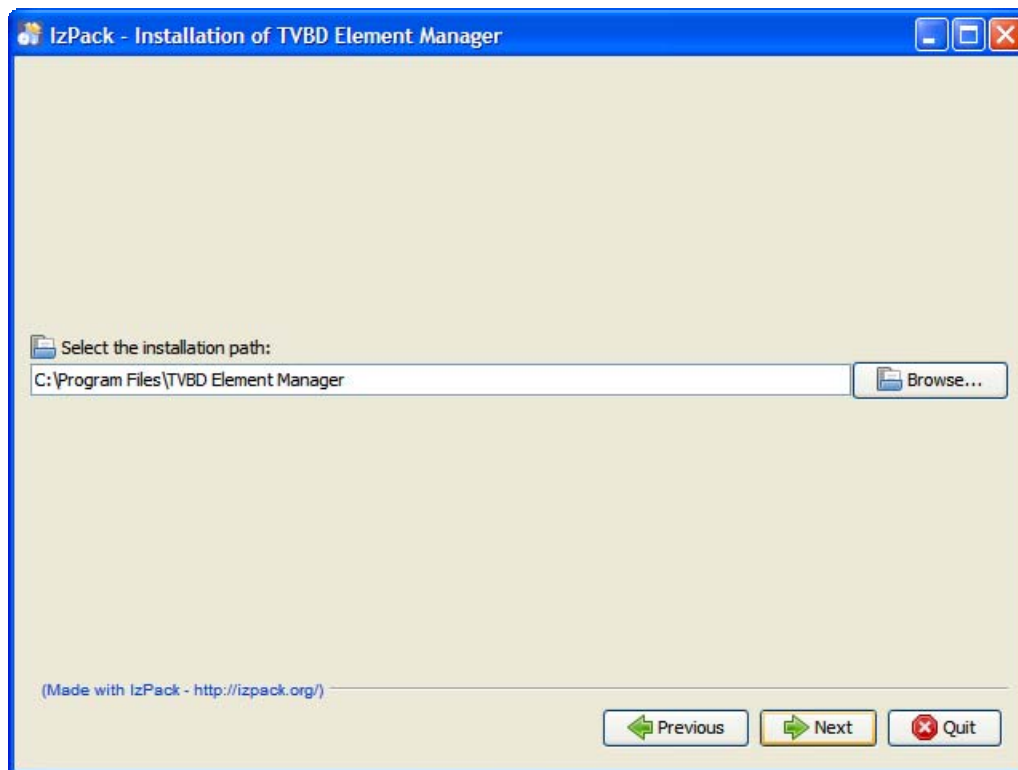 IzPack - Installation of TVBD Element Manager
Select the installation path:
C:\Program Files\TVBD Element Manager
Browse...
(Made with IzPack - http://izpack.org/)
Previous
Next
Quit